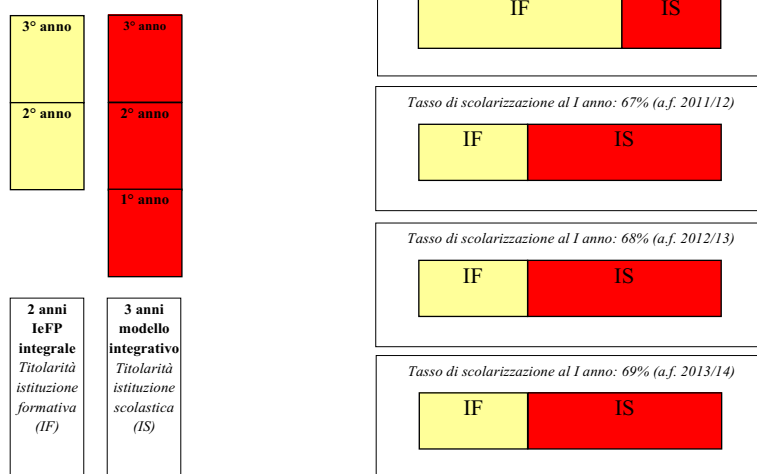 3° anno
2° anno
3° anno
2° anno
1° anno
2 anni
IeFP
integrale
Titolarità
istituzione
formativa
(IF)
3 anni
modello
integrativo
Titolarità
istituzione
scolastica
(IS)
IF IS
Tasso di scolarizzazione al I anno: 67% (a.f. 2011/12)
IF IS
Tasso di scolarizzazione al I anno: 68% (a.f. 2012/13)
IF IS
Tasso di scolarizzazione al I anno: 69% (a.f. 2013/14)
IF IS